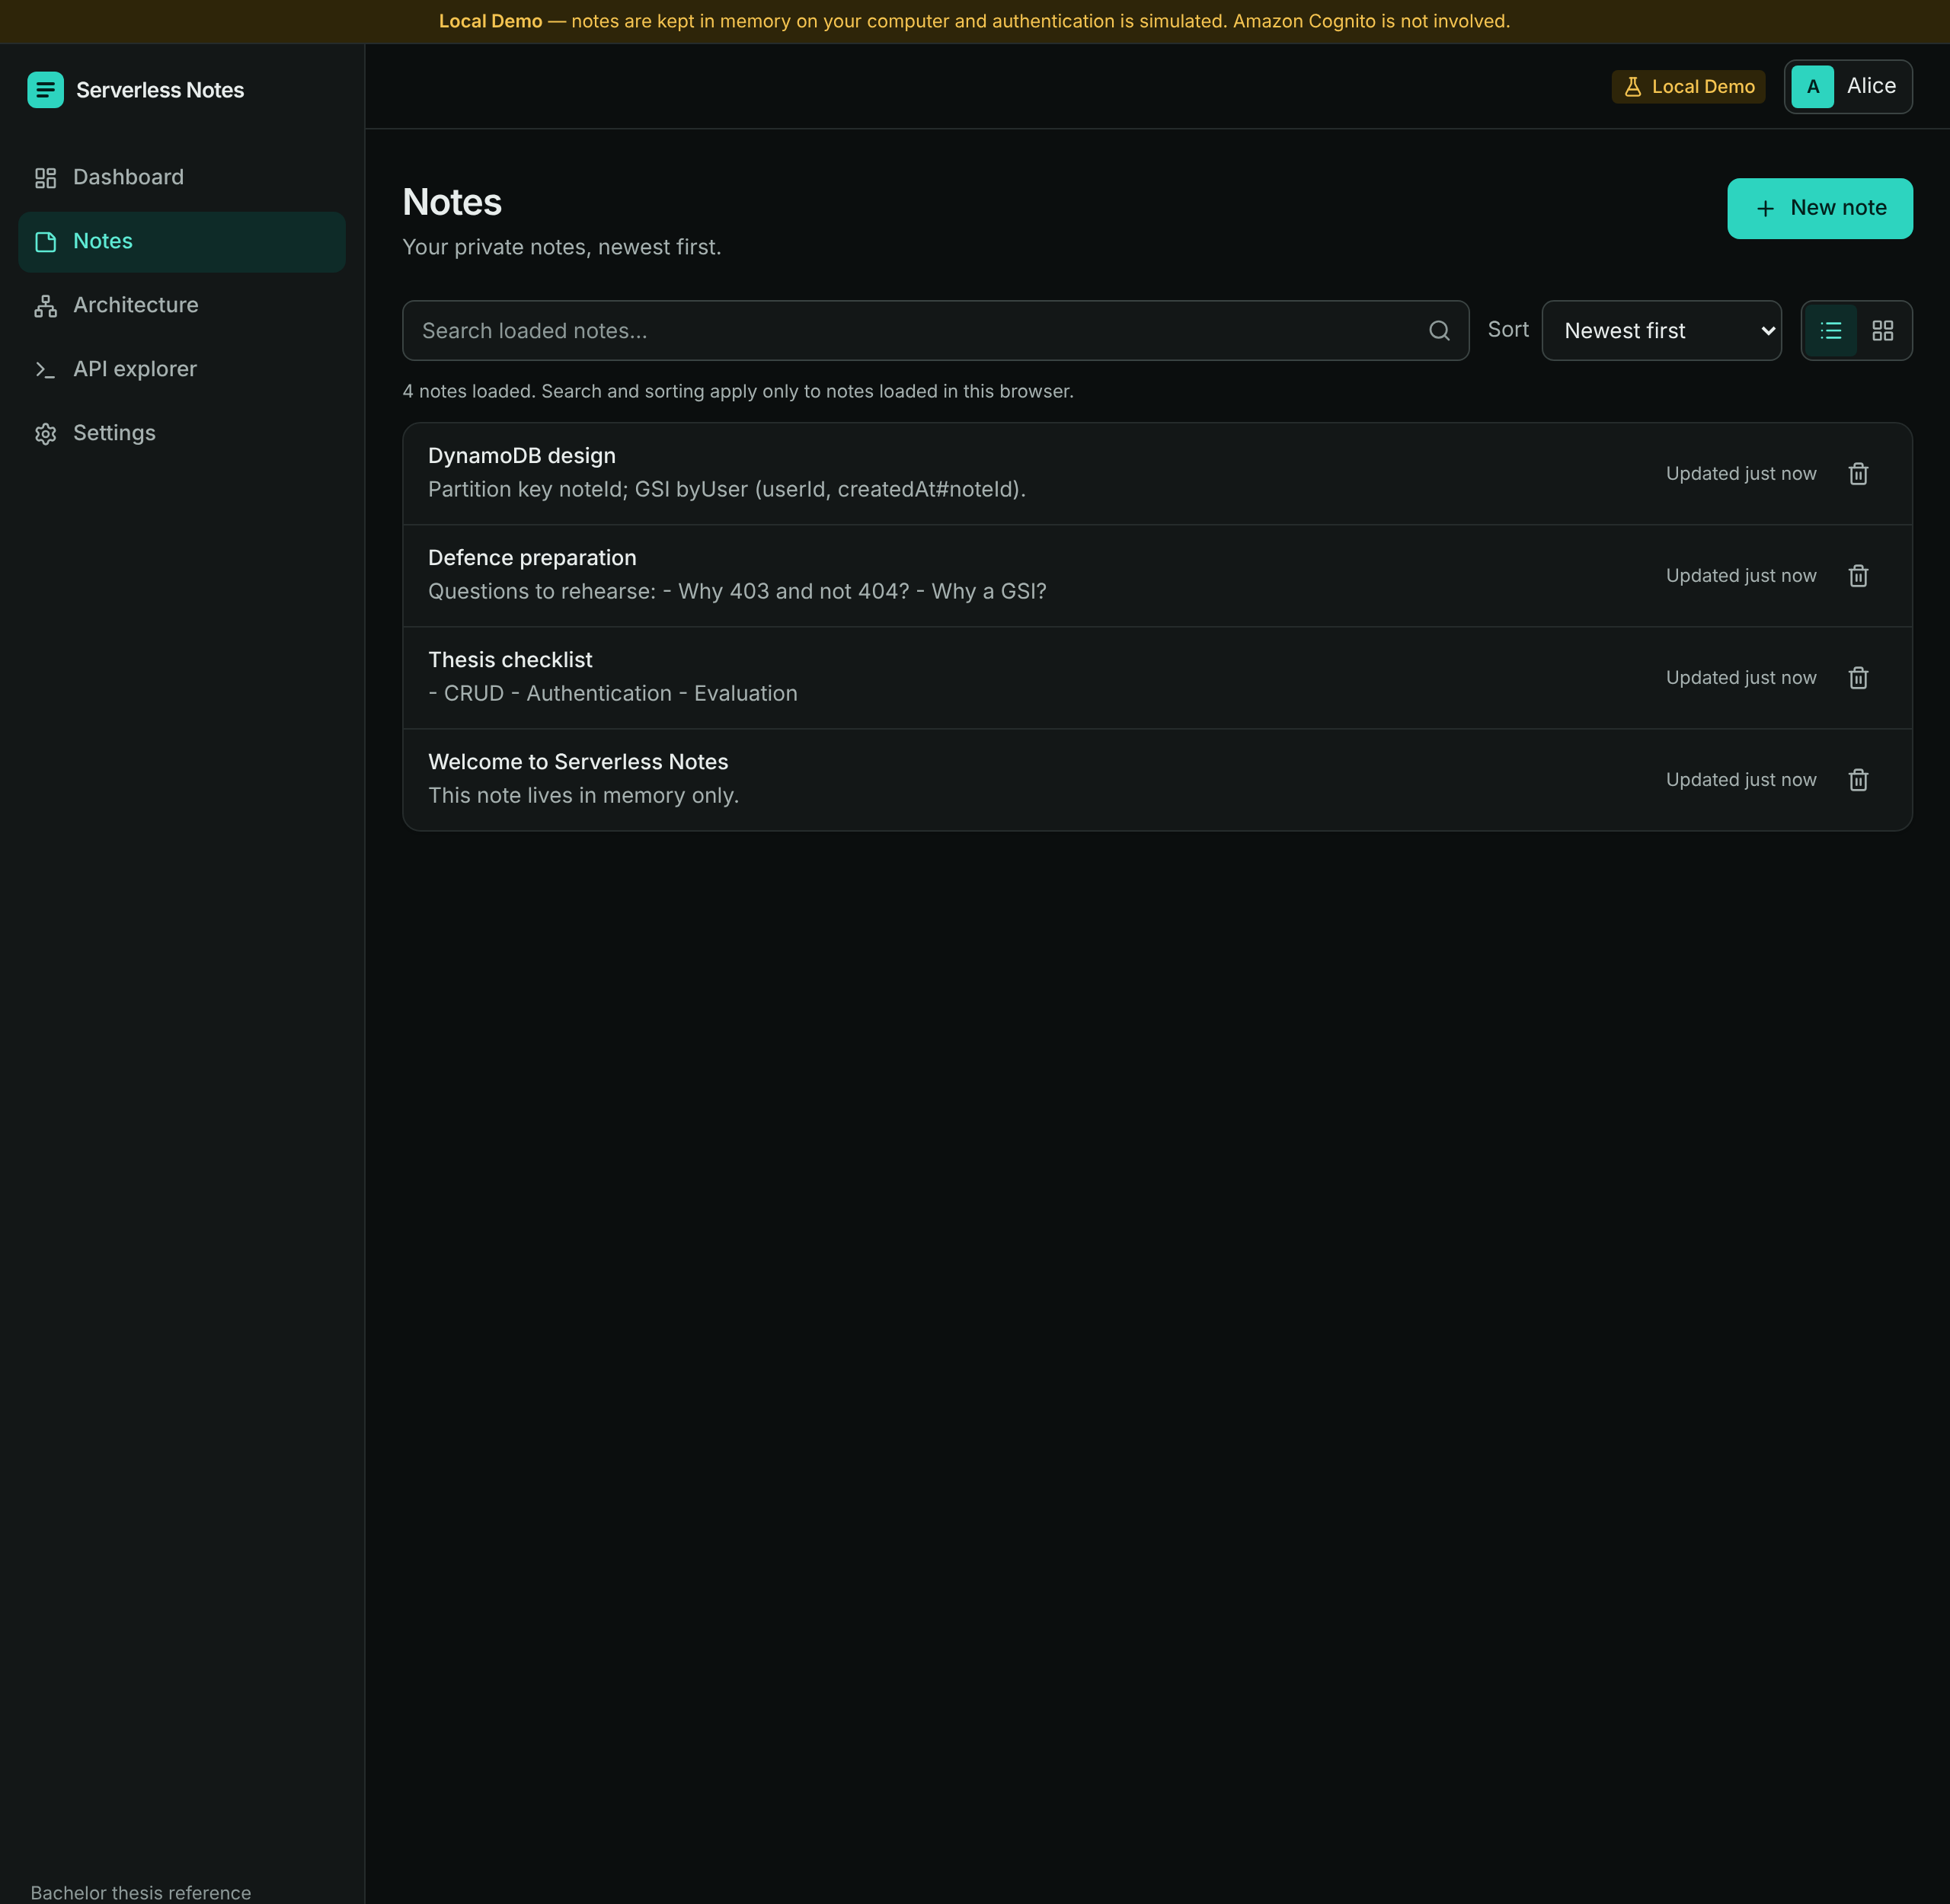 Local Demo — notes are kept in memory on your computer and authentication is simulated. Amazon Cognito is not involved.
Serverless Notes
Local Demo
A
Alice
Dashboard
Notes
Architecture
API explorer
Settings
Notes
Your private notes, newest first.
New note
Search loaded notes...
Sort
Newest first
4 notes loaded. Search and sorting apply only to notes loaded in this browser.
DynamoDB design
Partition key noteId; GSI byUser (userId, createdAt#noteId).
Updated just now
Defence preparation
Questions to rehearse: - Why 403 and not 404? - Why a GSI?
Updated just now
Thesis checklist
- CRUD - Authentication - Evaluation
Updated just now
Welcome to Serverless Notes
This note lives in memory only.
Updated just now
Bachelor thesis reference